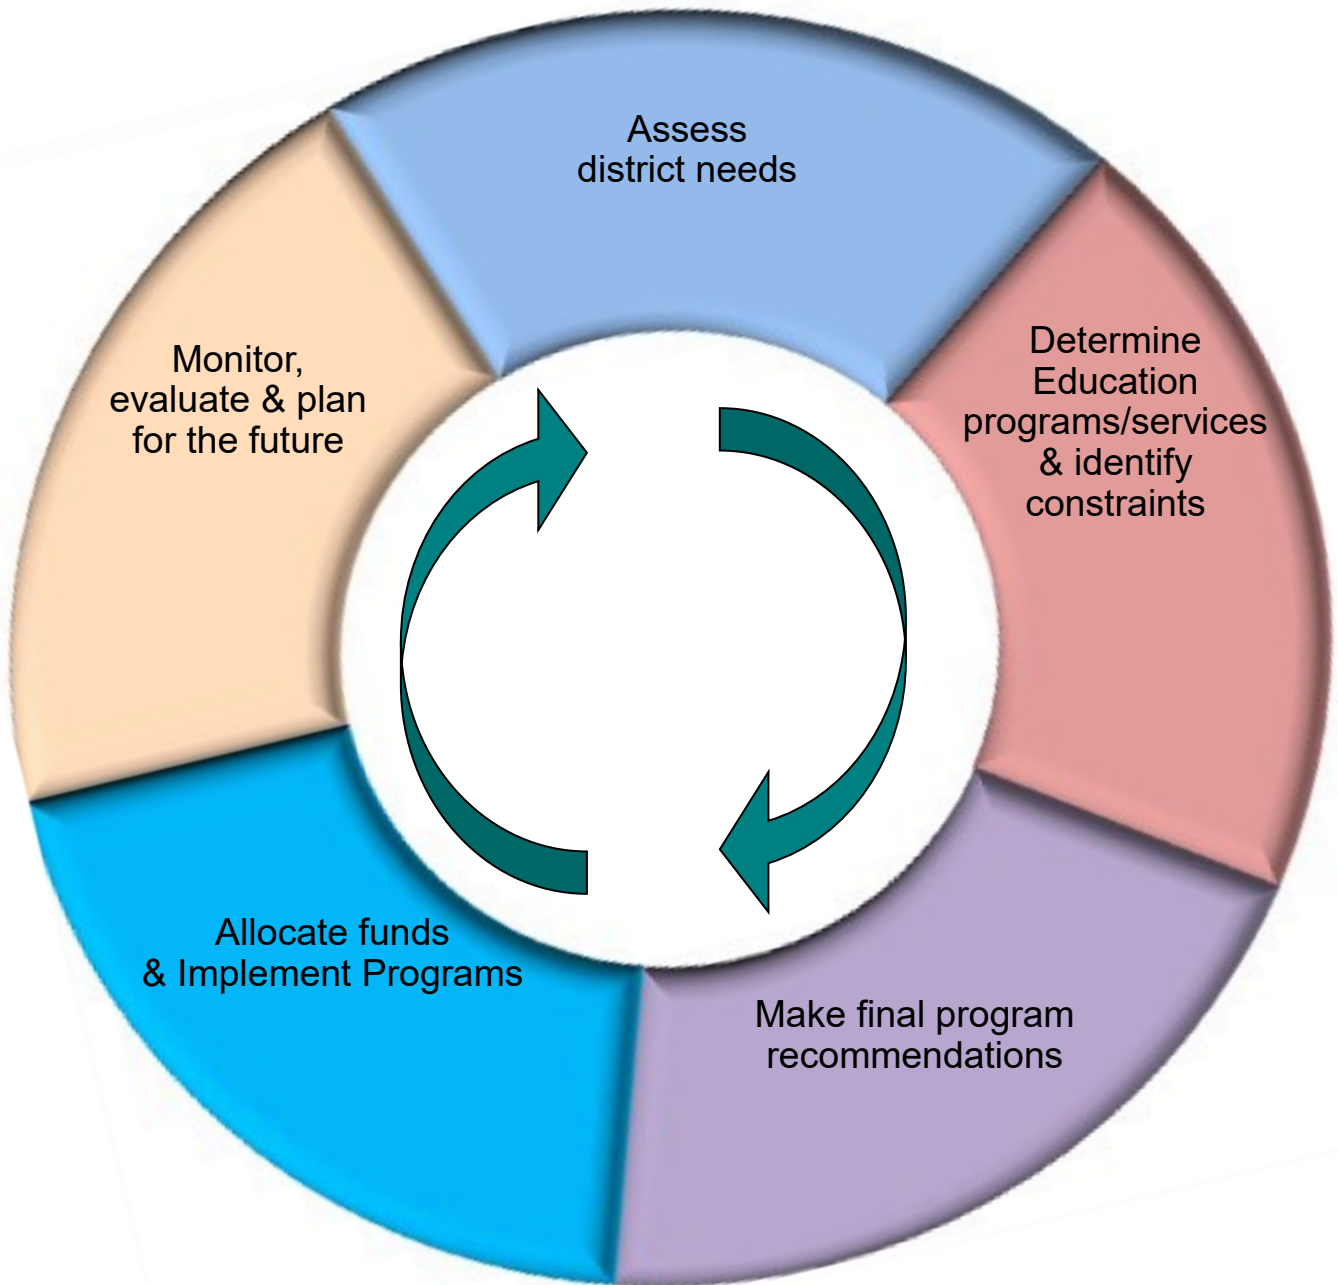 Assess
district needs
Determine
Education
programs/services
& identify
constraints
Make final program
recommendations
Allocate funds
& Implement Programs
Monitor,
evaluate & plan
for the future